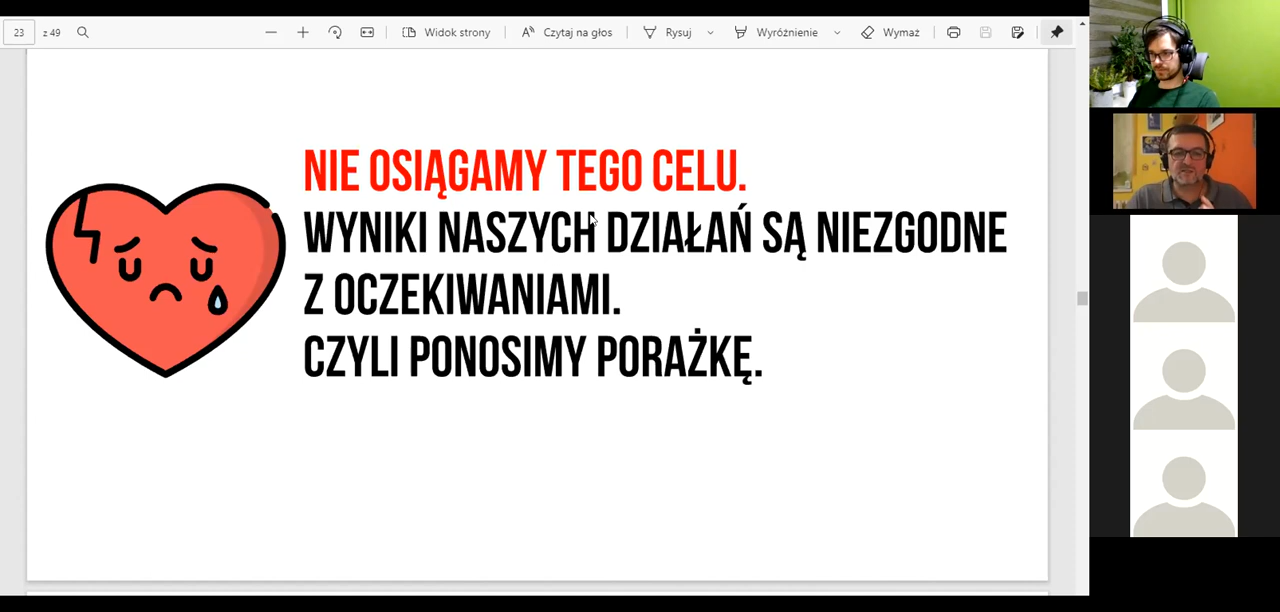 23 z 49 Widok strony Czytaj na głos Rysuj Wyróżnienie Wymaż
NIE OSIĄGAMY TEGO CELU.
WYNIKI NASZYCH DZIAŁAŃ SĄ NIEZGODNE
Z OCZEKIWANIAMI.
CZYLI PONOSIMY PORAŻKĘ.